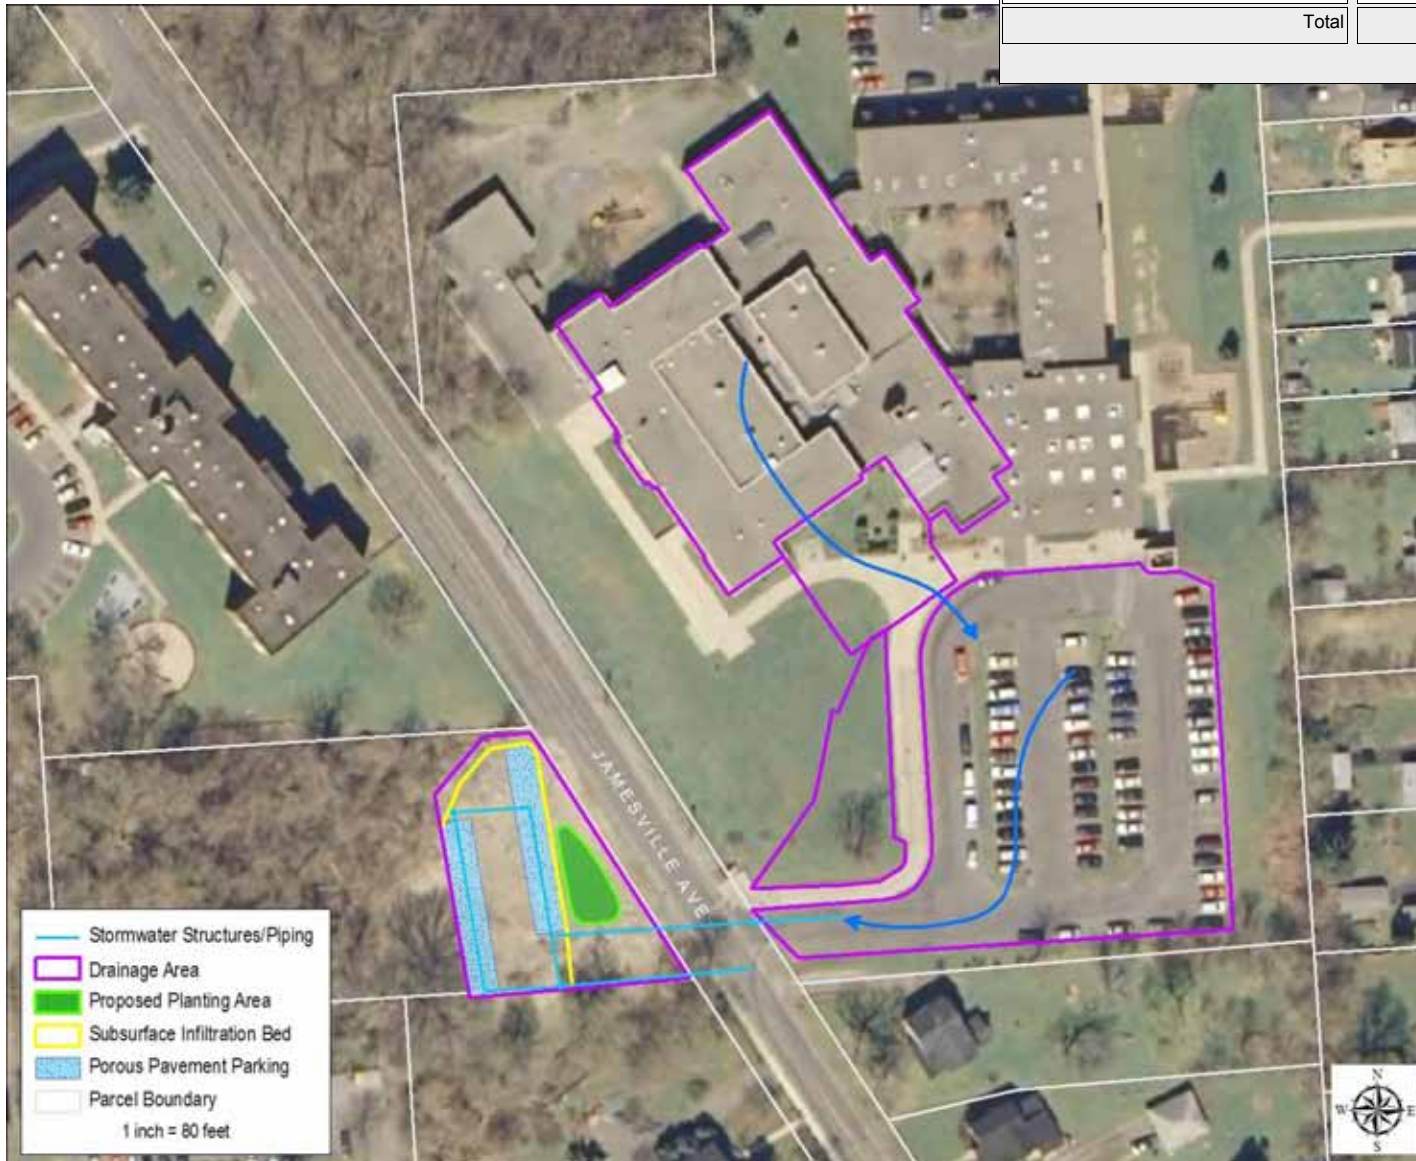 Total
JAMESVILLE AVE
Stormwater Structures/Piping
Drainage Area
Proposed Planting Area
Subsurface Infiltration Bed
Porous Pavement Parking
Parcel Boundary
1 inch = 80 feet
N
W E
S